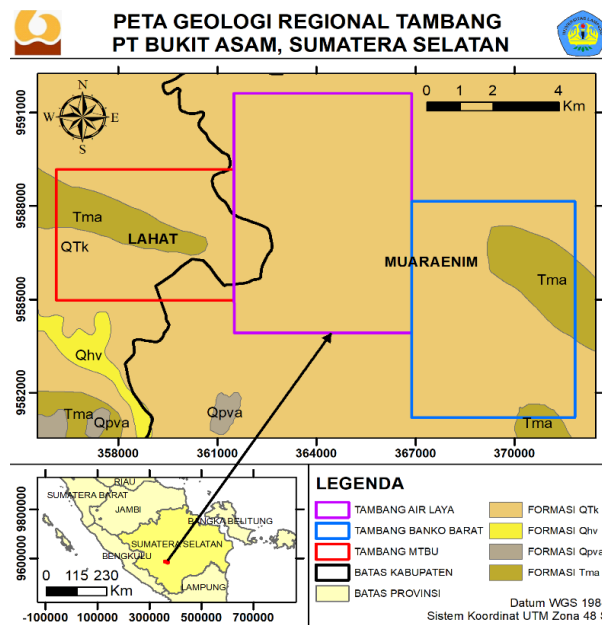 PETA GEOLOGI REGIONAL TAMBANG
PT BUKIT ASAM, SUMATERA SELATAN
N
W E
S
0 1 2 4
Km
9591000
9588000
9585000
9582000
Tma
LAHAT
QTk
MUARAENIM
Tma
Qhv
Tma
Qpva
Qpva
Tma
358000 361000 364000 367000 370000
RIAU
SUMATERA BARAT
JAMBI
BANGKA BELITUNG
SUMATERA SELATAN
BENGKULU
LAMPUNG
9800000
9600000
0 115 230
Km
-100000 100000 300000 500000 700000
LEGENDA
TAMBANG AIR LAYA
TAMBANG BANKO BARAT
TAMBANG MTBU
BATAS KABUPATEN
BATAS PROVINSI
FORMASI QTk
FORMASI Qhv
FORMASI Qpva
FORMASI Tma
Datum WGS 198
Sistem Koordinat UTM Zona 48 S